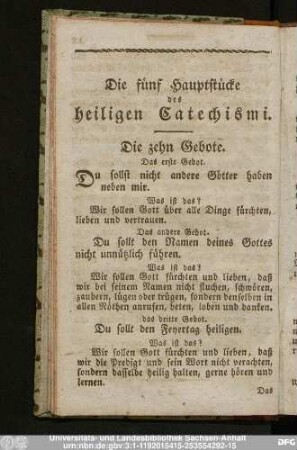 Die fünf Hauptstücke
des
heiligen Catechismi.
Die zehn Gebote.
Das erste Gebot.
Du sollst nicht andere Götter haben
neben mir.
Was ist das?
Wir sollen Gott über alle Dinge fürchten,
lieben und vertrauen.
Das andere Gebot.
Du sollt den Namen deines Gottes
nicht unnützlich führen.
Was ist das?
Wir sollen Gott fürchten und lieben, daß
wir bei seinem Namen nicht fluchen, schwören,
zaubern, lügen oder trügen, sondern denselben in
allen Nöthen anrufen, beten, loben und danken.
das dritte Gebot.
Du sollt den Feyertag heiligen.
Was ist das?
Wir sollen Gott fürchten und lieben, daß
wir die Predigt und sein Wort nicht verachten,
sondern dasselbe heilig halten, gerne hören und
lernen.
Das
Universitäts- und Landesbibliothek Sachsen-Anhalt
urn:nbn:de:gbv:3:1-1192015415-253554292-15
DFG